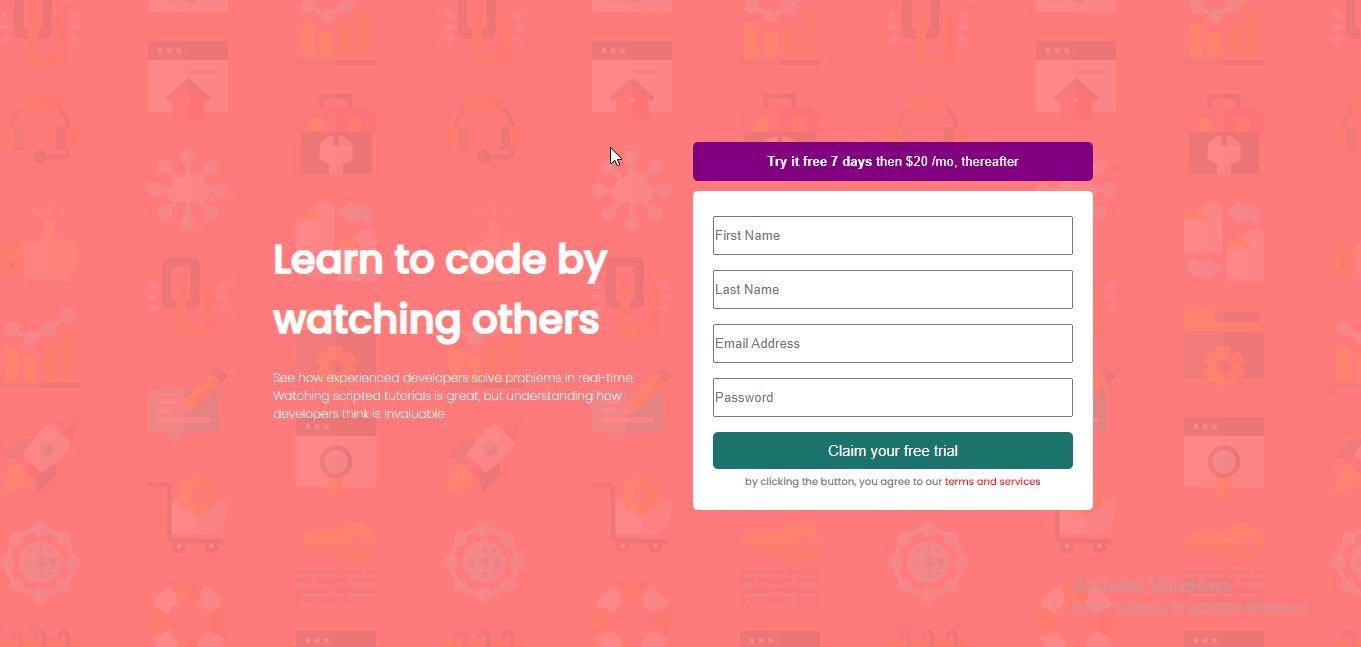 Try it free 7 days then $20 /mo, thereafter
Learn to code by
watching others
See how experienced developers solve problems in real-time.
Watching scripted tutorials is great, but understanding how
developers think is invaluable
First Name
Last Name
Email Address
Password
Claim your free trial
by clicking the button, you agree to our terms and services
Activate Windows
Go to Settings to activate Windows.